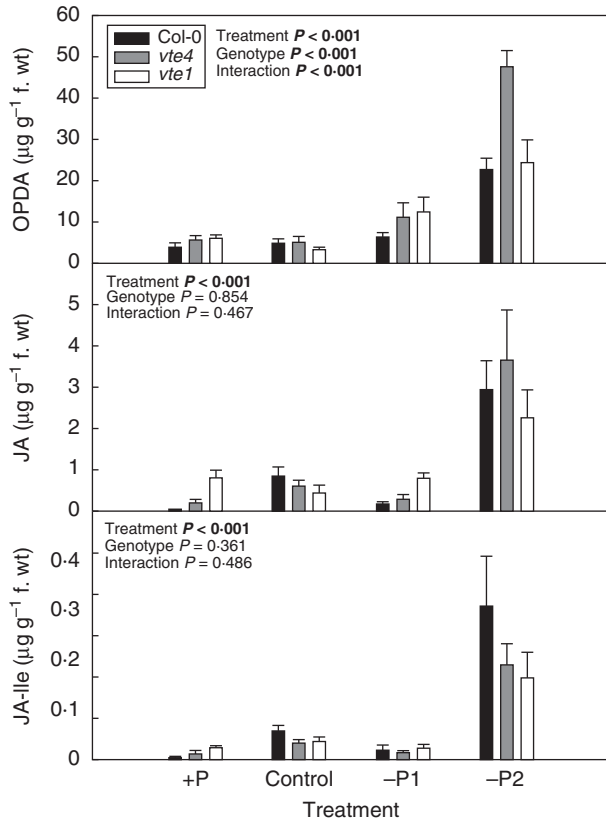 60
50
40
30
20
10
0
OPDA (µg g⁻¹ f. wt)
Col-0
vte4
vte1
Treatment P < 0·001
Genotype P < 0·001
Interaction P < 0·001
5
4
3
2
1
0
JA (µg g⁻¹ f. wt)
Treatment P < 0·001
Genotype P = 0·854
Interaction P = 0·467
0·4
0·3
0·2
0·1
0
JA-Ile (µg g⁻¹ f. wt)
Treatment P < 0·001
Genotype P = 0·361
Interaction P = 0·486
+P Control –P1 –P2
Treatment